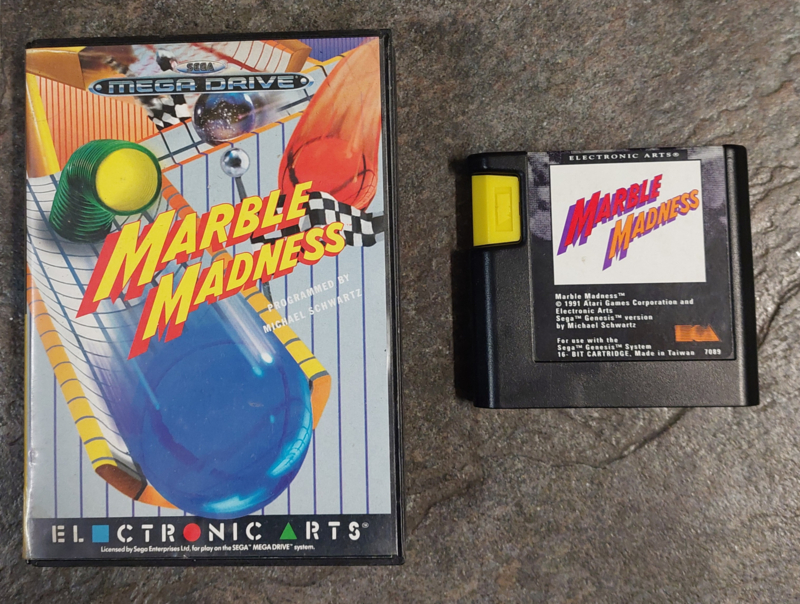 SEGA
MEGA DRIVE
MARBLE
MADNESS
PROGRAMMED BY
MICHAEL SCHWARTZ
ELECTRONIC ARTS®
Licensed by Sega Enterprises Ltd, for play on the SEGA™ MEGA DRIVE™ system.
ELECTRONIC ARTS®
MARBLE
MADNESS
Marble Madness™
© 1991 Atari Games Corporation and
Electronic Arts
Sega™ Genesis™ version
by Michael Schwartz
For use with the
Sega™ Genesis™ System
16- BIT CARTRIDGE, Made in Taiwan 7089